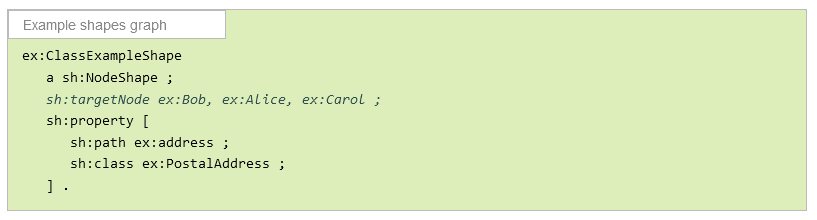 Example shapes graph
ex:ClassExampleShape
a sh:NodeShape ;
sh:targetNode ex:Bob, ex:Alice, ex:Carol ;
sh:property [
sh:path ex:address ;
sh:class ex:PostalAddress ;
] .